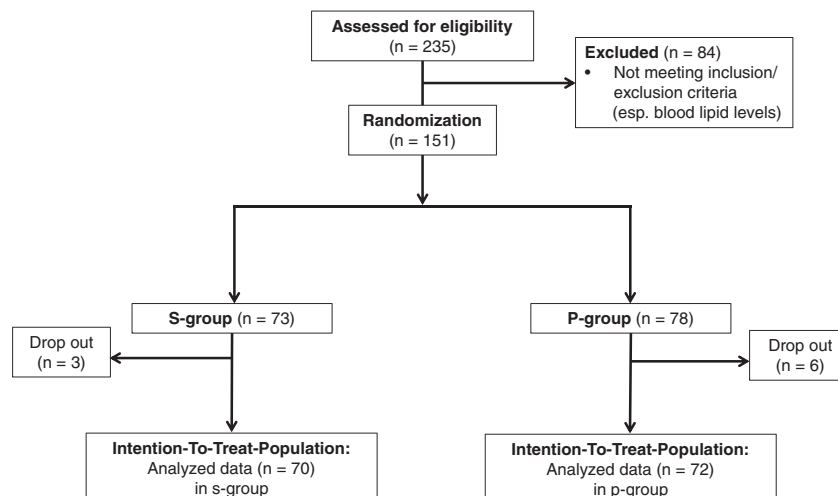 Assessed for eligibility
(n = 235)
Excluded (n = 84)
• Not meeting inclusion/
exclusion criteria
(esp. blood lipid levels)
Randomization
(n = 151)
S-group (n = 73)
P-group (n = 78)
Drop out
(n = 3)
Drop out
(n = 6)
Intention-To-Treat-Population:
Analyzed data (n = 70)
in s-group
Intention-To-Treat-Population:
Analyzed data (n = 72)
in p-group